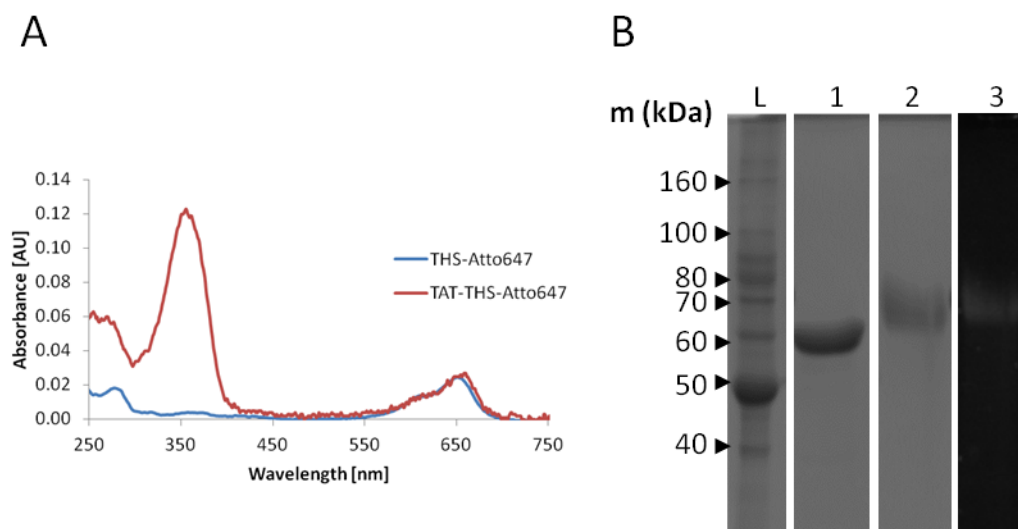 A
B
L 1 2 3
m (kDa)
160
100
80
70
60
50
40
Absorbance [AU]
0.14
0.12
0.10
0.08
0.06
0.04
0.02
0.00
THS-Atto647
TAT-THS-Atto647
250 350 450 550 650 750
Wavelength [nm]